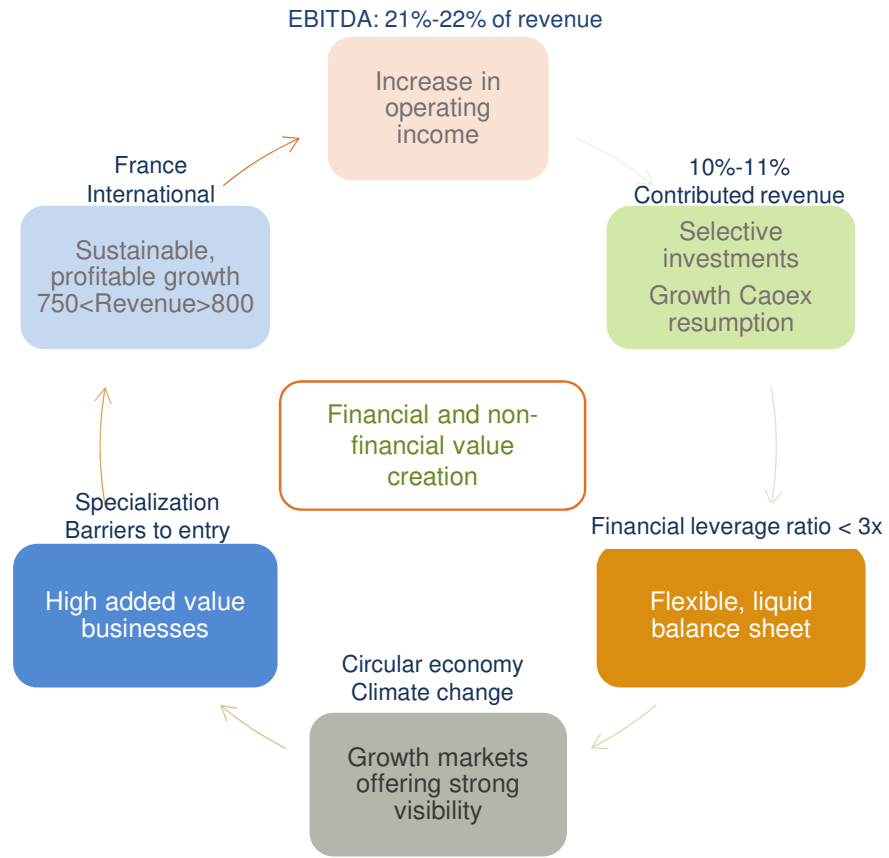 EBITDA: 21%-22% of revenue
Increase in
operating
income
10%-11%
Contributed revenue
Selective
investments
Growth Caoex
resumption
Financial leverage ratio < 3x
Flexible, liquid
balance sheet
Circular economy
Climate change
Growth markets
offering strong
visibility
Specialization
Barriers to entry
High added value
businesses
France
International
Sustainable,
profitable growth
750<Revenue>800
Financial and non-
financial value
creation